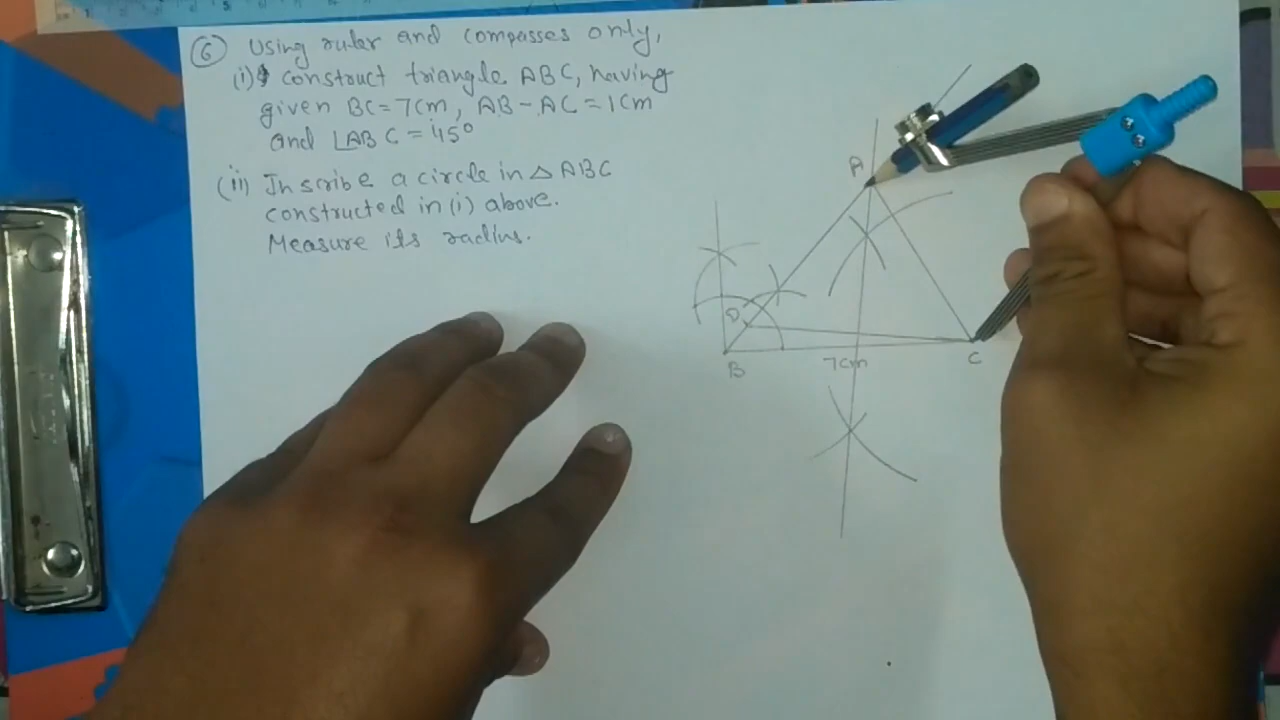 6 Using ruler and compasses only,
(i) construct triangle ABC, having
given BC = 7cm, AB - AC = 1cm
and ∠ABC = 45°
(ii) Inscribe a circle in △ ABC
constructed in (i) above.
Measure its radius.
A
D
B 7cm C